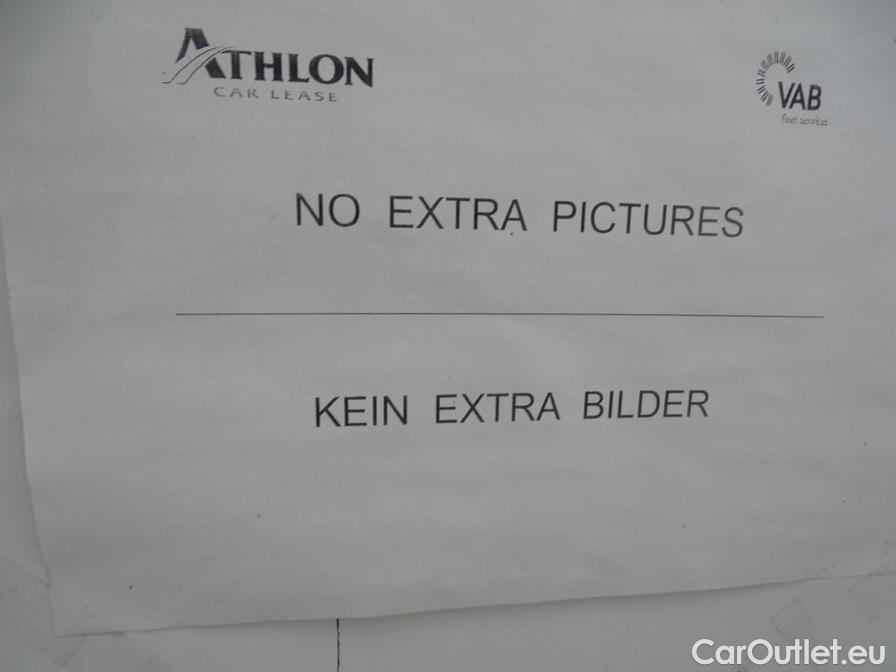 ATHLON
CAR LEASE
VAB
fleet services
NO EXTRA PICTURES
KEIN EXTRA BILDER
CarOutlet.eu